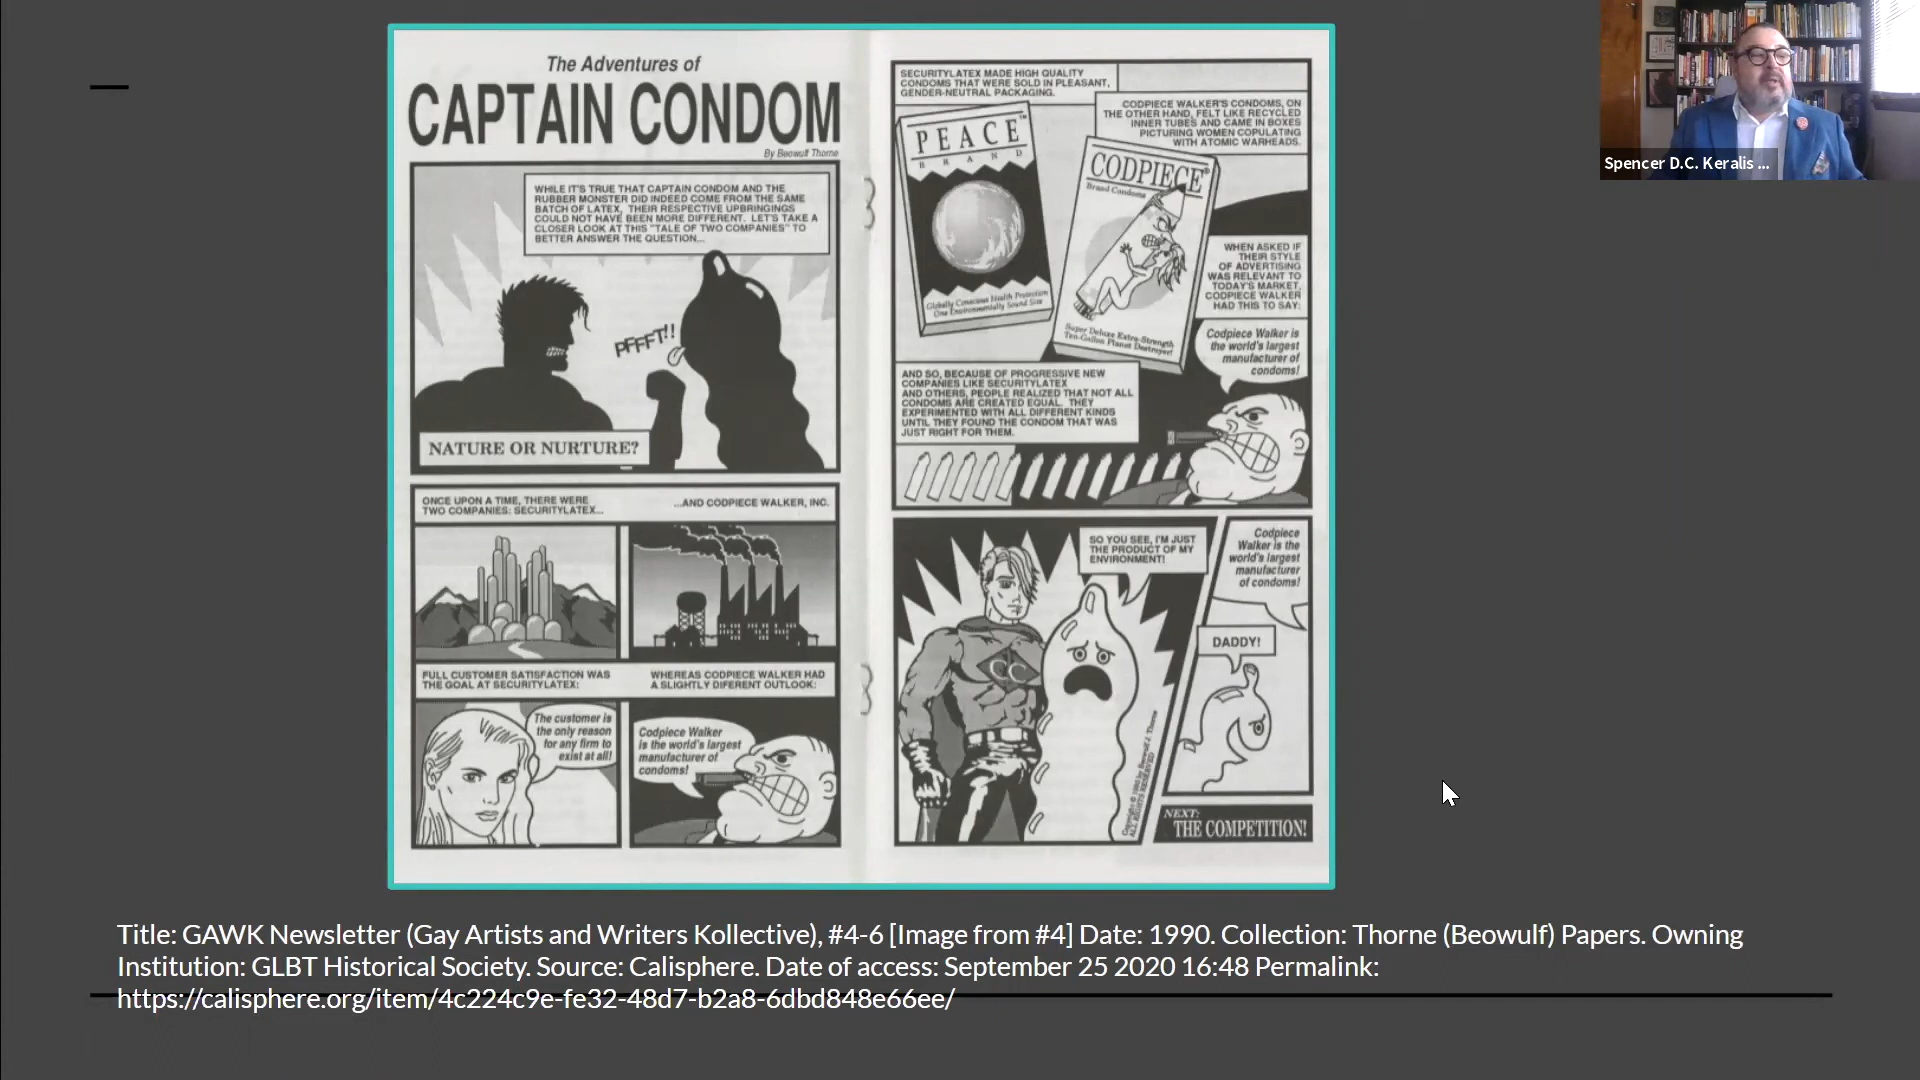 The Adventures of
CAPTAIN CONDOM
By Beowulf Thorne
WHILE IT'S TRUE THAT CAPTAIN CONDOM AND THE
RUBBER MONSTER DID INDEED COME FROM THE SAME
BATCH OF LATEX, THEIR RESPECTIVE UPBRINGINGS
COULD NOT HAVE BEEN MORE DIFFERENT. LET'S TAKE A
CLOSER LOOK AT THIS "TALE OF TWO COMPANIES" TO
BETTER ANSWER THE QUESTION...
PFFFT!!
NATURE OR NURTURE?
ONCE UPON A TIME, THERE WERE
TWO COMPANIES: SECURITYLATEX...
...AND CODPIECE WALKER, INC.
FULL CUSTOMER SATISFACTION WAS
THE GOAL AT SECURITYLATEX:
WHEREAS CODPIECE WALKER HAD
A SLIGHTLY DIFERENT OUTLOOK:
The customer is
the only reason
for any firm to
exist at all!
Codpiece Walker
is the world's largest
manufacturer of
condoms!
SECURITYLATEX MADE HIGH QUALITY
CONDOMS THAT WERE SOLD IN PLEASANT,
GENDER-NEUTRAL PACKAGING.
CODPIECE WALKER'S CONDOMS, ON
THE OTHER HAND, FELT LIKE RECYCLED
INNER TUBES AND CAME IN BOXES
PICTURING WOMEN COPULATING
WITH ATOMIC WARHEADS.
PEACE™
BRAND
Globally Conscious Health Protection
One Environmentally Sound Size
CODPIECE®
Brand Condoms
Super Deluxe Extra-Strength
Ten-Gallon Planet Destroyer!
WHEN ASKED IF
THEIR STYLE
OF ADVERTISING
WAS RELEVANT TO
TODAY'S MARKET,
CODPIECE WALKER
HAD THIS TO SAY:
Codpiece Walker is
the world's largest
manufacturer of
condoms!
AND SO, BECAUSE OF PROGRESSIVE NEW
COMPANIES LIKE SECURITYLATEX
AND OTHERS, PEOPLE REALIZED THAT NOT ALL
CONDOMS ARE CREATED EQUAL. THEY
EXPERIMENTED WITH ALL DIFFERENT KINDS
UNTIL THEY FOUND THE CONDOM THAT WAS
JUST RIGHT FOR THEM.
SO YOU SEE, I'M JUST
THE PRODUCT OF MY
ENVIRONMENT!
CC
Codpiece
Walker is the
world's largest
manufacturer
of condoms!
DADDY!
Copyright © 1990 by Beowulf J. Thorne
ALL RIGHTS RESERVED
NEXT:
THE COMPETITION!
Spencer D.C. Keralis ...
Title: GAWK Newsletter (Gay Artists and Writers Kollective), #4-6 [Image from #4] Date: 1990. Collection: Thorne (Beowulf) Papers. Owning
Institution: GLBT Historical Society. Source: Calisphere. Date of access: September 25 2020 16:48 Permalink:
https://calisphere.org/item/4c224c9e-fe32-48d7-b2a8-6dbd848e66ee/